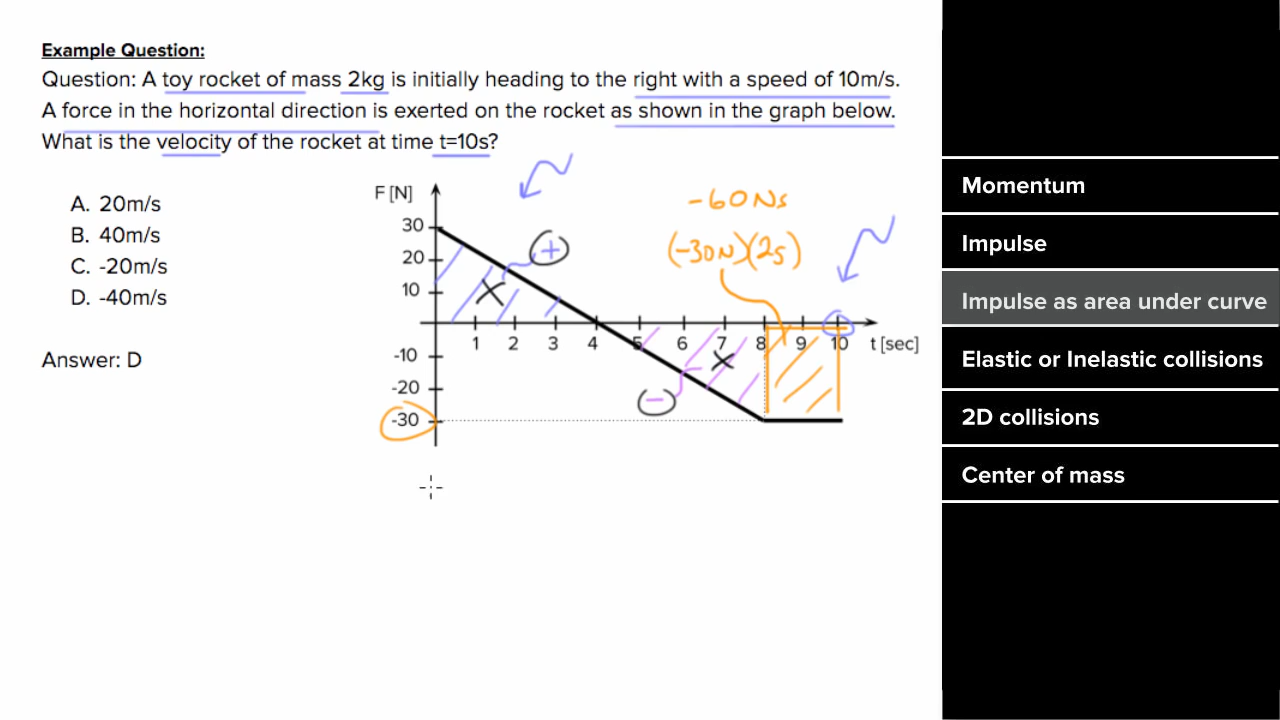 Example Question:
Question: A toy rocket of mass 2kg is initially heading to the right with a speed of 10m/s.
A force in the horizontal direction is exerted on the rocket as shown in the graph below.
What is the velocity of the rocket at time t=10s?
A. 20m/s
B. 40m/s
C. -20m/s
D. -40m/s
Answer: D
F [N]
30
20
10
-10
-20
-30
1 2 3 4 5 6 7 8 9 10 t [sec]
+
-
-60Ns
(-30N)(2s)
Momentum
Impulse
Impulse as area under curve
Elastic or Inelastic collisions
2D collisions
Center of mass